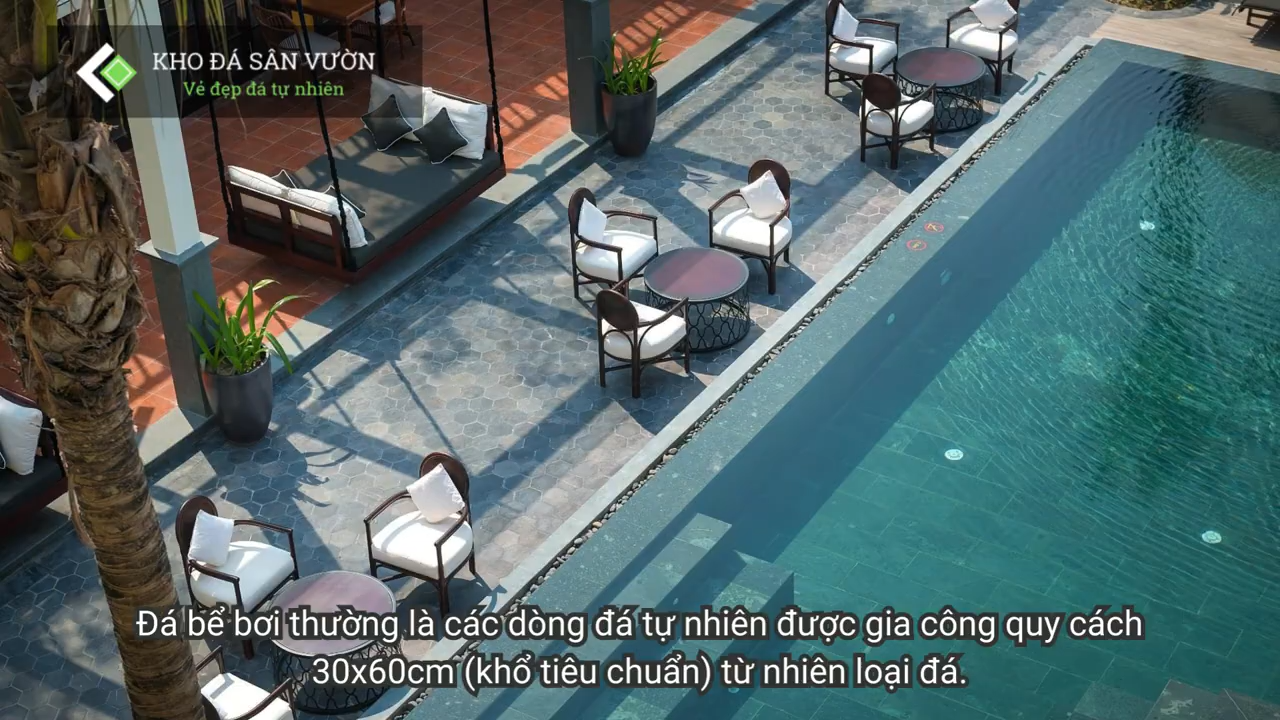 KHO ĐÁ SÂN VƯỜN
Vẻ đẹp đá tự nhiên
Đá bể bơi thường là các dòng đá tự nhiên được gia công quy cách
30x60cm (khổ tiêu chuẩn) từ nhiên loại đá.